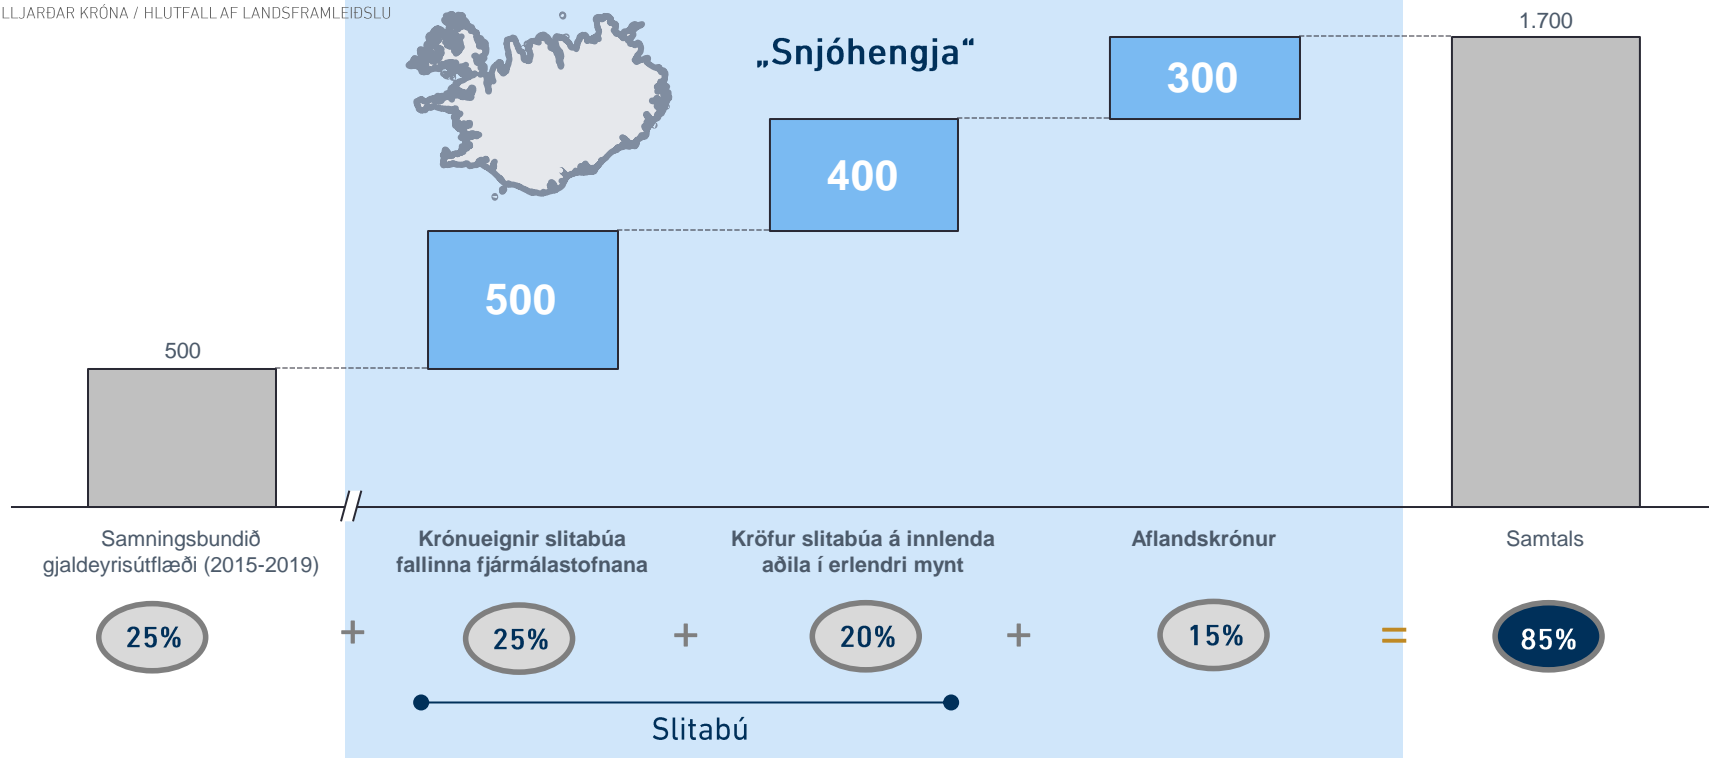 LLJARÐAR KRÓNA / HLUTFALL AF LANDSFRAMLEIÐSLU
„Snjóhengja“
1.700
300
400
500
500
Samningsbundið
gjaldeyrisútflæði (2015-2019)
Krónueignir slitabúa
fallinna fjármálastofnana
Kröfur slitabúa á innlenda
aðila í erlendri mynt
Aflandskrónur
Samtals
25% + 25% + 20% + 15% = 85%
Slitabú